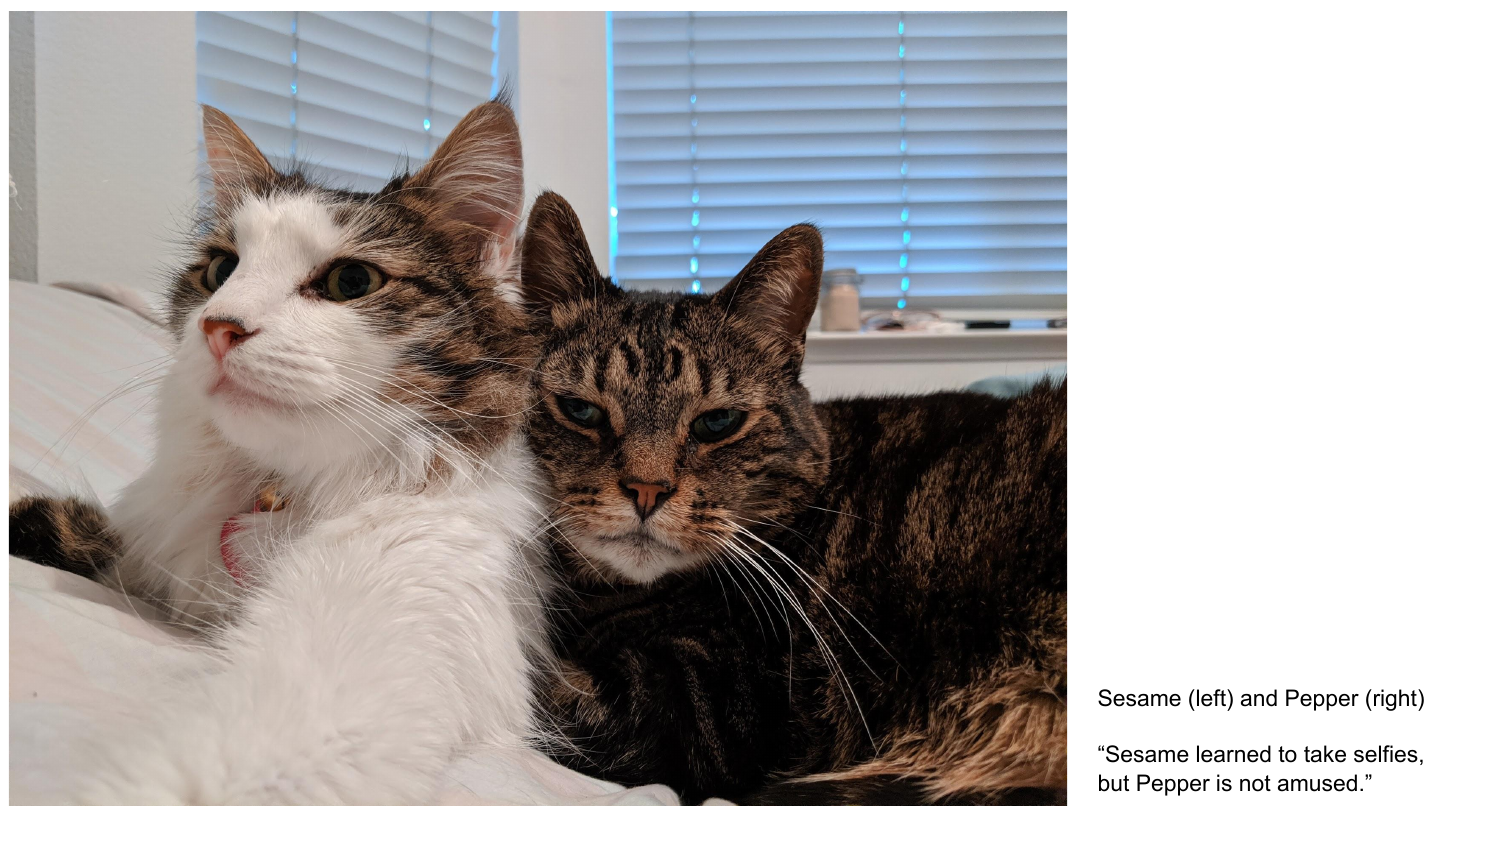 Sesame (left) and Pepper (right)
“Sesame learned to take selfies,
but Pepper is not amused.”